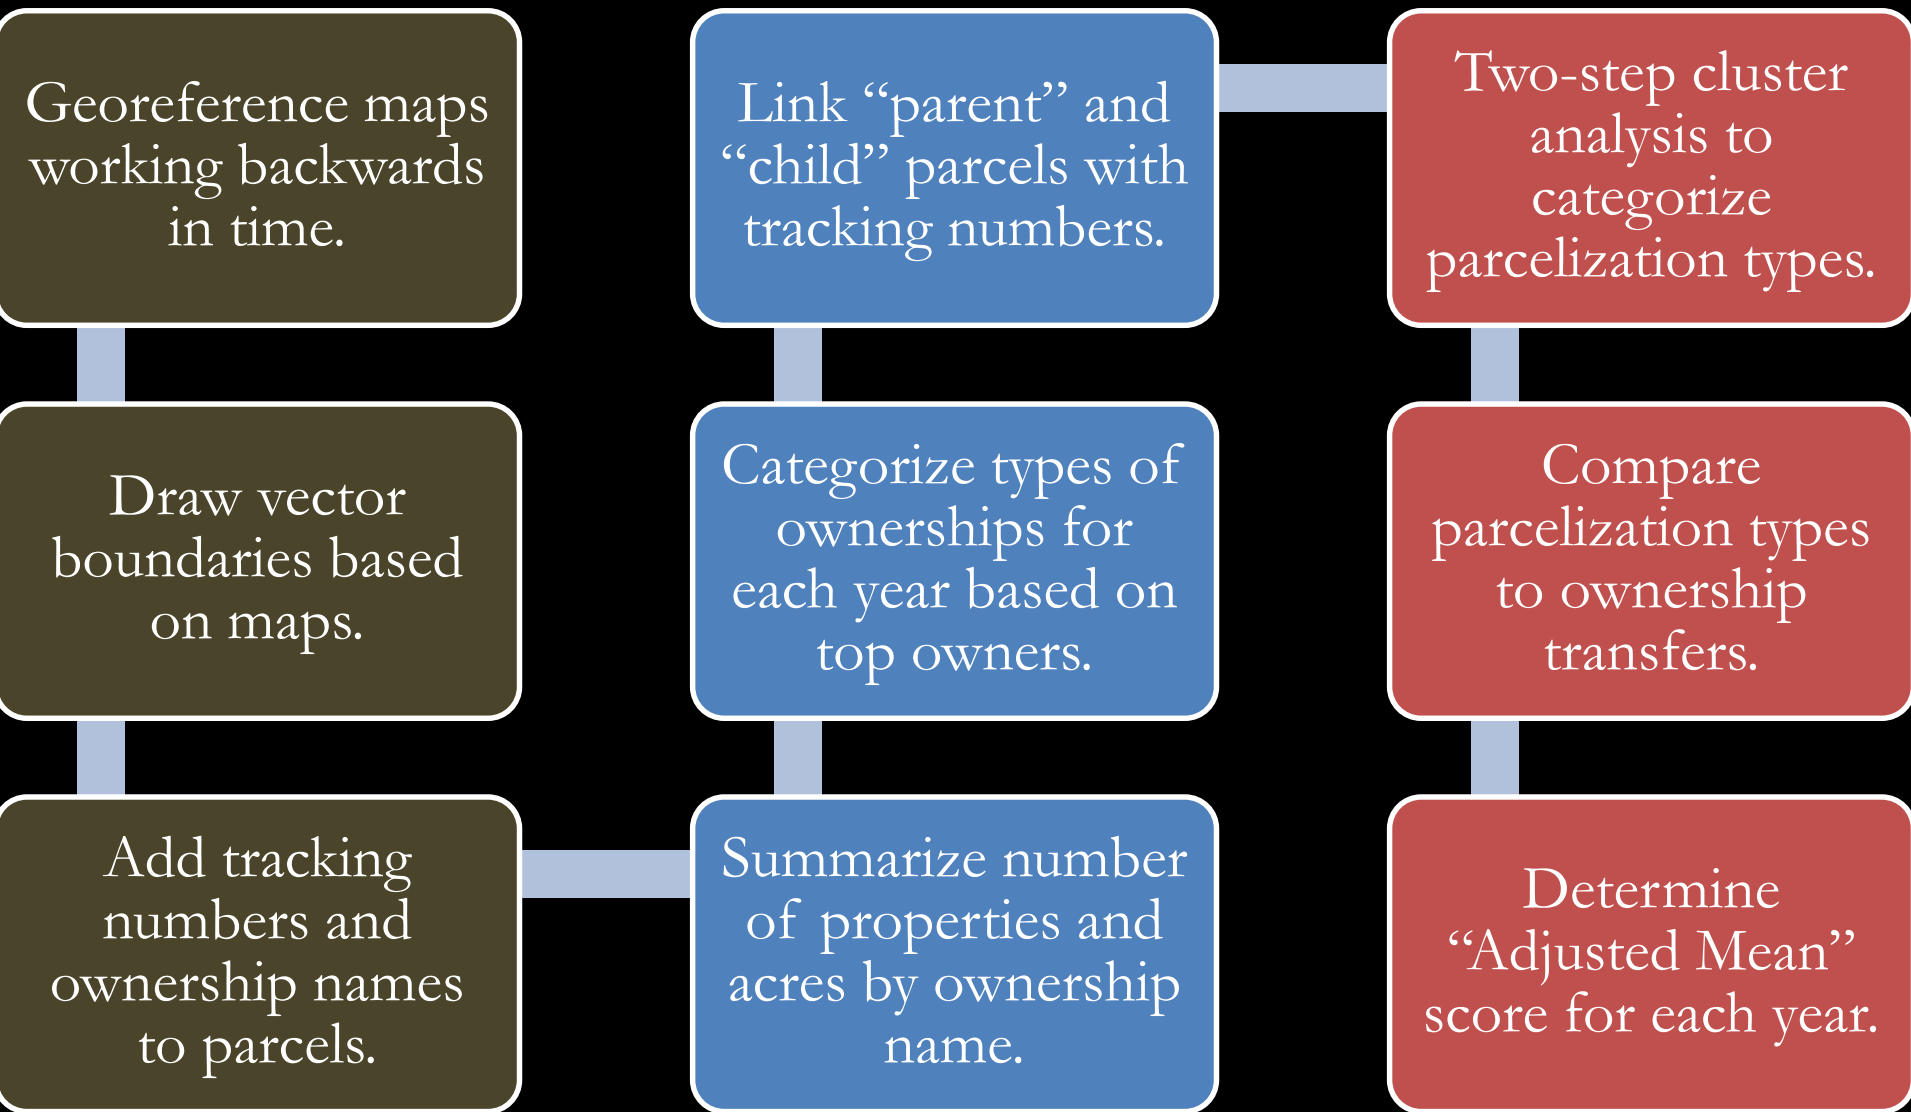 Georeference maps
working backwards
in time.
Draw vector
boundaries based
on maps.
Add tracking
numbers and
ownership names
to parcels.
Summarize number
of properties and
acres by ownership
name.
Categorize types of
ownerships for
each year based on
top owners.
Link “parent” and
“child” parcels with
tracking numbers.
Two-step cluster
analysis to
categorize
parcelization types.
Compare
parcelization types
to ownership
transfers.
Determine
“Adjusted Mean”
score for each year.